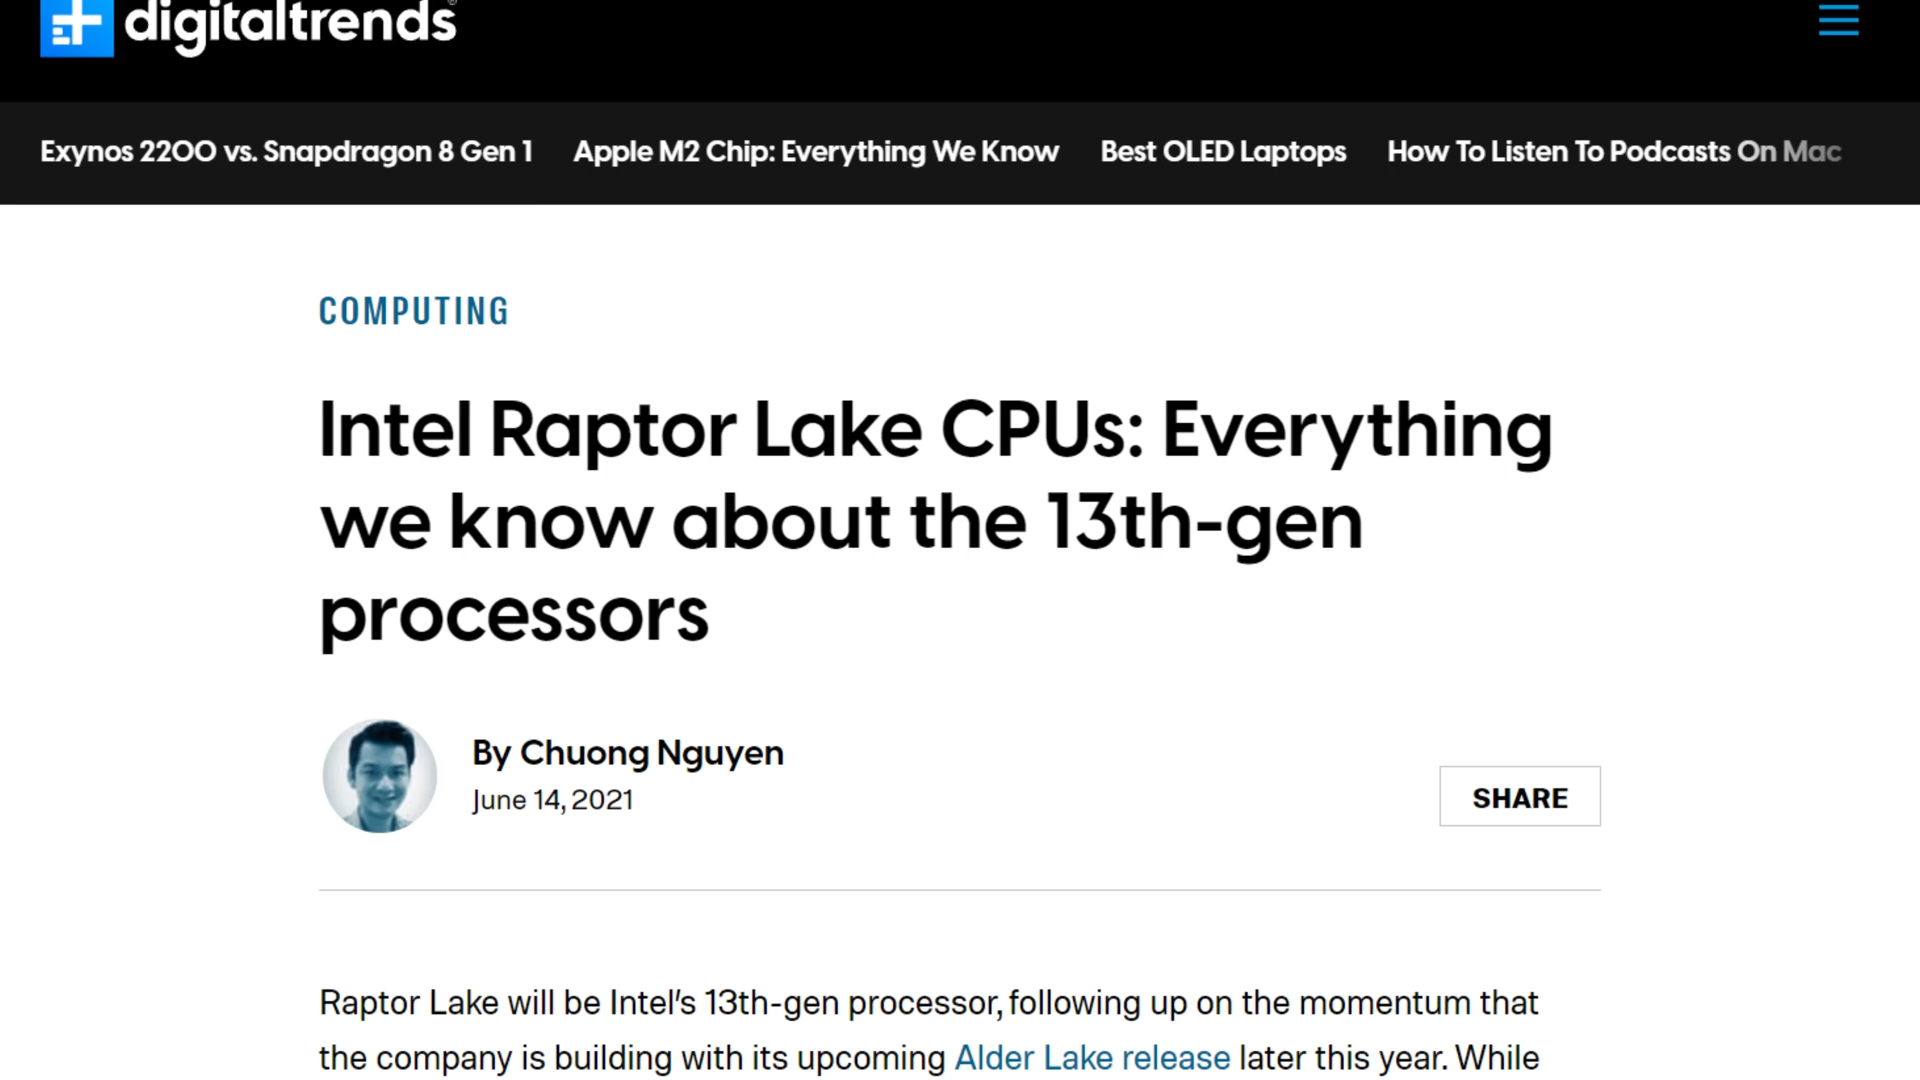 digitaltrends
Exynos 2200 vs. Snapdragon 8 Gen 1 Apple M2 Chip: Everything We Know Best OLED Laptops How To Listen To Podcasts On Mac
COMPUTING
Intel Raptor Lake CPUs: Everything
we know about the 13th-gen
processors
By Chuong Nguyen
June 14, 2021
SHARE
Raptor Lake will be Intel's 13th-gen processor, following up on the momentum that
the company is building with its upcoming Alder Lake release later this year. While